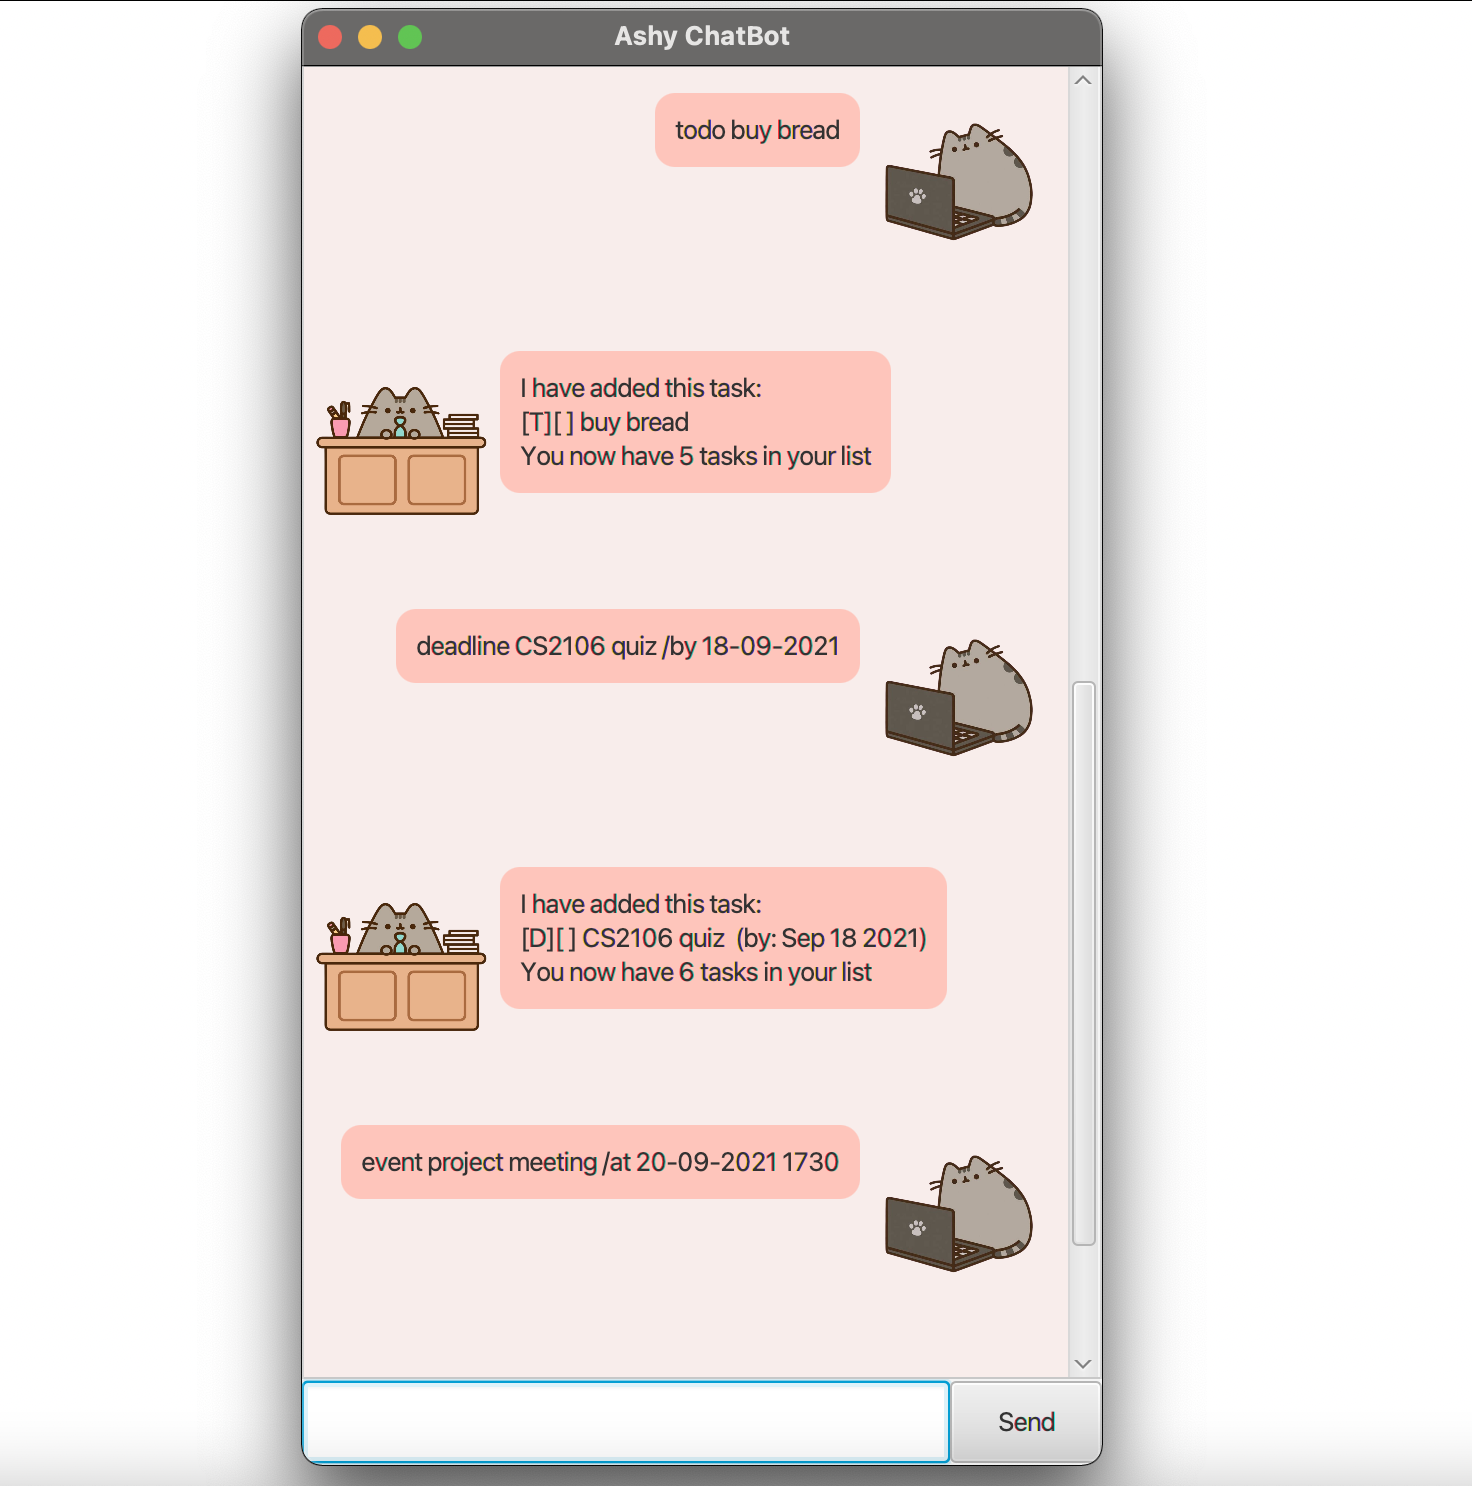 Ashy ChatBot
todo buy bread
I have added this task:
[T][ ] buy bread
You now have 5 tasks in your list
deadline CS2106 quiz /by 18-09-2021
I have added this task:
[D][ ] CS2106 quiz  (by: Sep 18 2021)
You now have 6 tasks in your list
event project meeting /at 20-09-2021 1730
Send